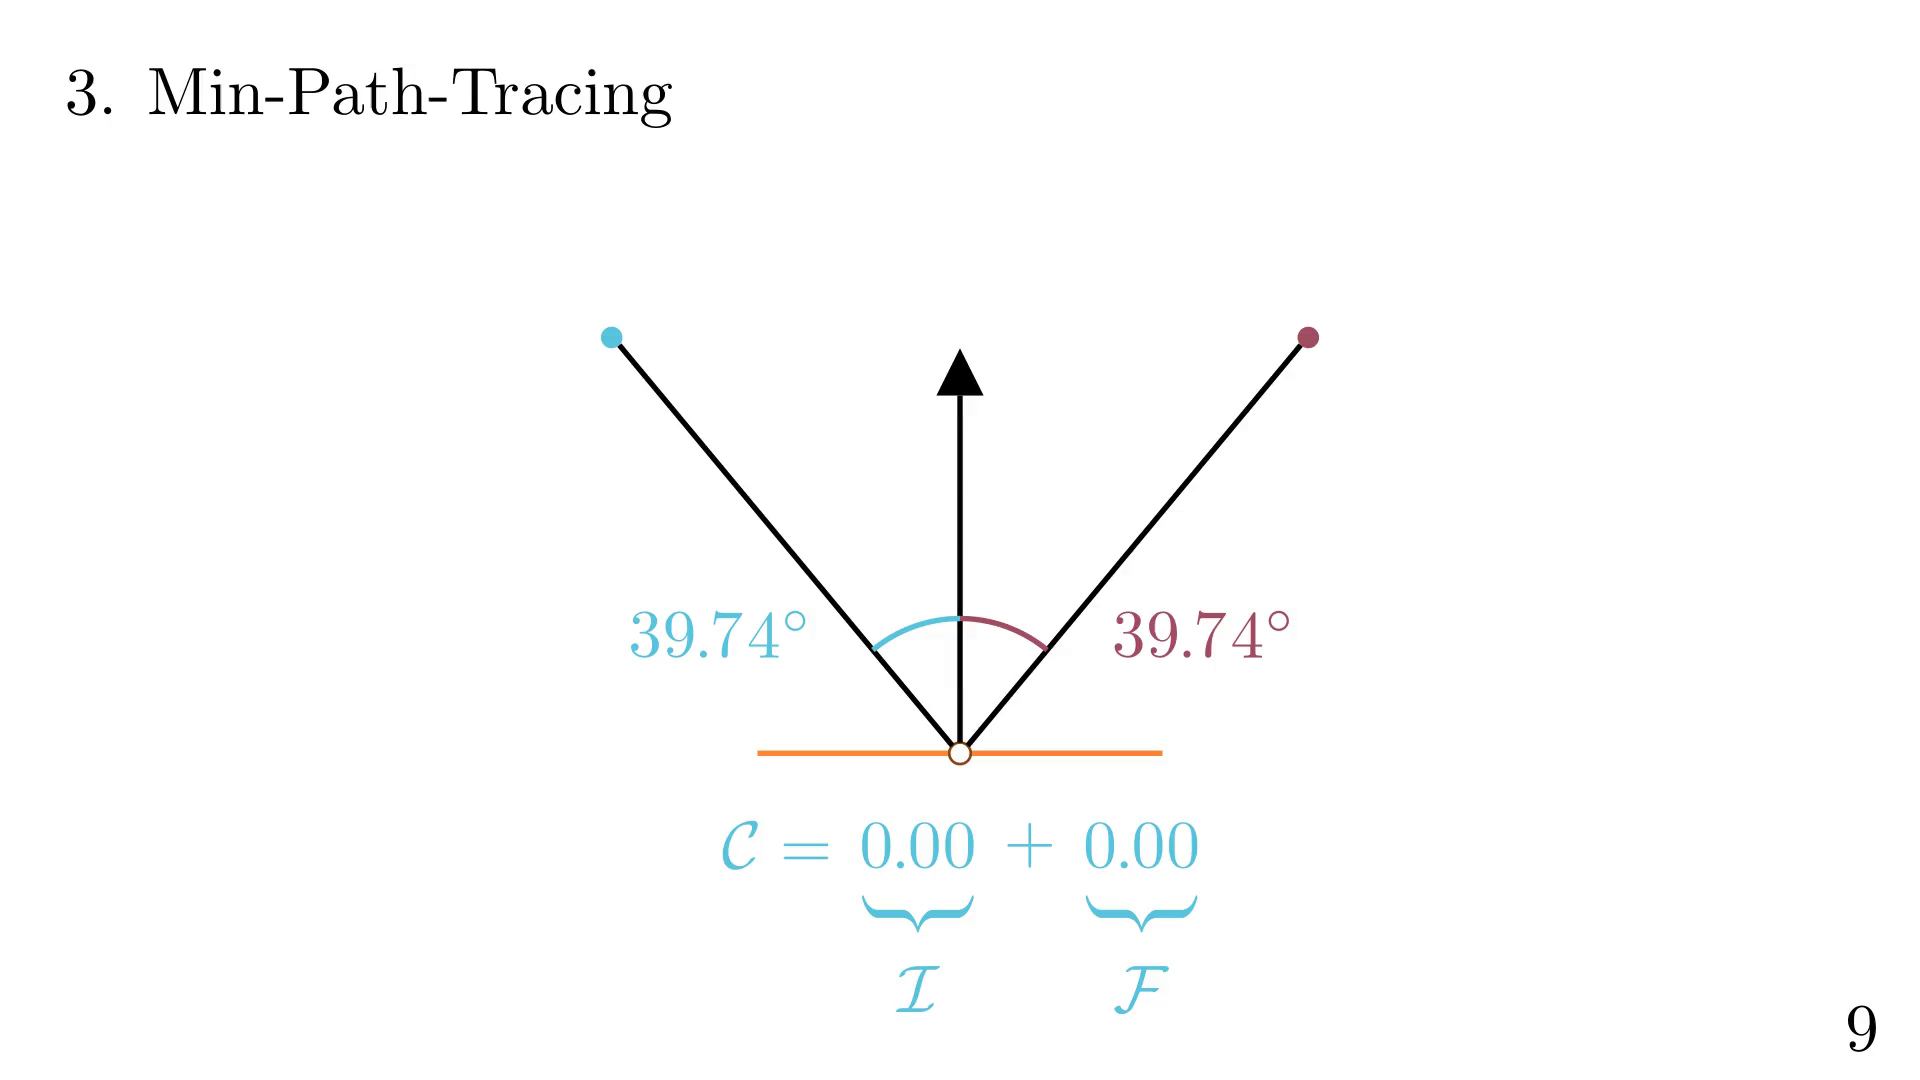 3. Min-Path-Tracing
39.74° 39.74°
𝒞 = 0.00 + 0.00
ℐ ℱ
9